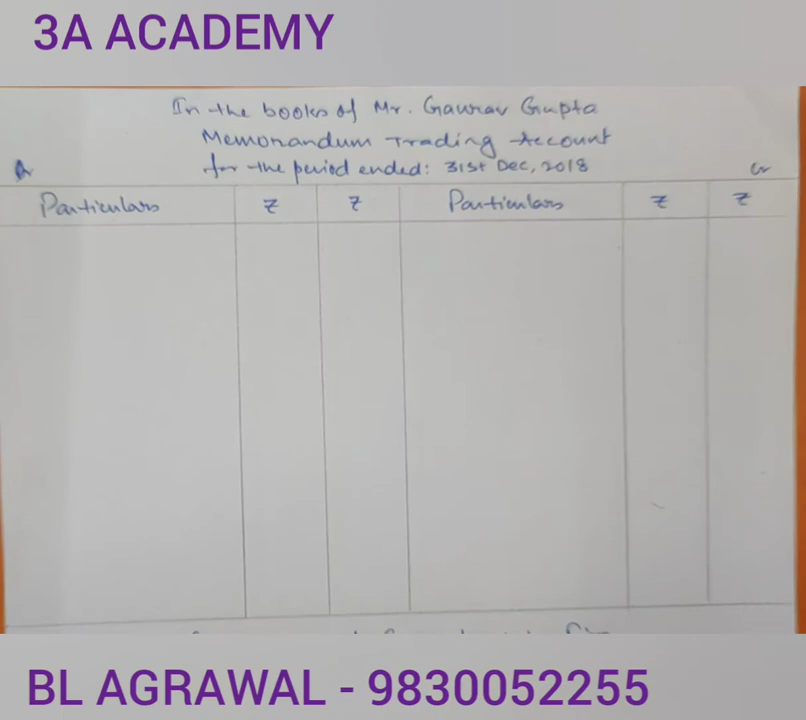 3A ACADEMY
In the books of Mr. Gaurav Gupta
Memorandum Trading Account
for the period ended: 31st Dec, 2018
Dr Cr
Particulars ₹ ₹ Particulars ₹ ₹
BL AGRAWAL - 9830052255